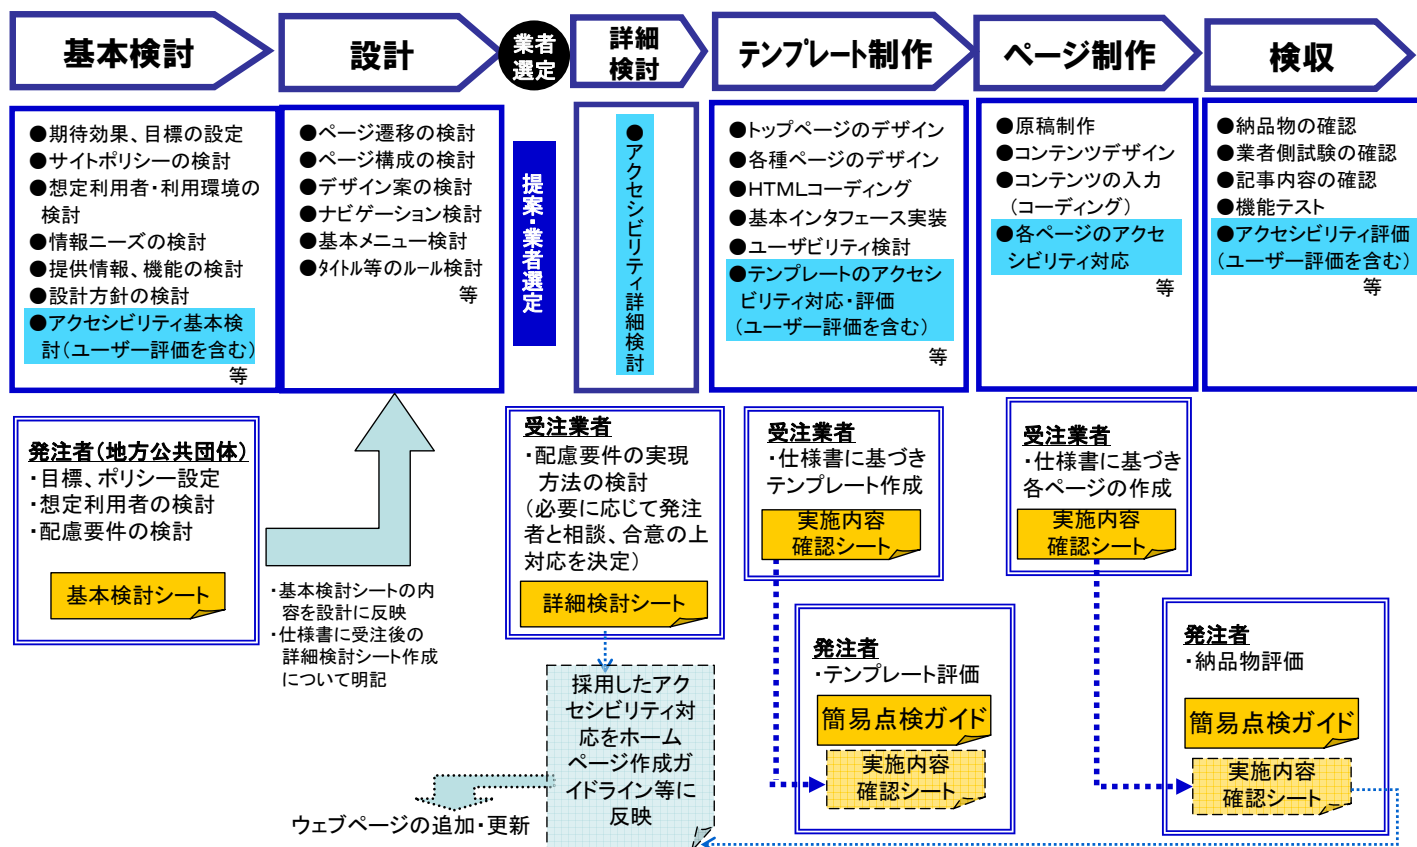 基本検討
設計
業者
選定
詳細
検討
テンプレート制作
ページ制作
検収
●期待効果、目標の設定
●サイトポリシーの検討
●想定利用者・利用環境の
検討
●情報ニーズの検討
●提供情報、機能の検討
●設計方針の検討
●アクセシビリティ基本検
討(ユーザー評価を含む)
等
●ページ遷移の検討
●ページ構成の検討
●デザイン案の検討
●ナビゲーション検討
●基本メニュー検討
●タイトル等のルール検討
等
提案・業者選定
●アクセシビリティ詳細検討
●トップページのデザイン
●各種ページのデザイン
●HTMLコーディング
●基本インタフェース実装
●ユーザビリティ検討
●テンプレートのアクセシ
ビリティ対応・評価
(ユーザー評価を含む)
等
●原稿制作
●コンテンツデザイン
●コンテンツの入力
(コーディング)
●各ページのアクセ
シビリティ対応
等
●納品物の確認
●業者側試験の確認
●記事内容の確認
●機能テスト
●アクセシビリティ評価
(ユーザー評価を含む)
等
発注者(地方公共団体)
・目標、ポリシー設定
・想定利用者の検討
・配慮要件の検討
基本検討シート
・基本検討シートの内
容を設計に反映
・仕様書に受注後の
詳細検討シート作成
について明記
受注業者
・配慮要件の実現
方法の検討
(必要に応じて発注
者と相談、合意の上
対応を決定)
詳細検討シート
採用したアク
セシビリティ対
応をホーム
ページ作成ガ
イドライン等に
反映
ウェブページの追加・更新
受注業者
・仕様書に基づき
テンプレート作成
実施内容
確認シート
発注者
・テンプレート評価
簡易点検ガイド
実施内容
確認シート
受注業者
・仕様書に基づき
各ページの作成
実施内容
確認シート
発注者
・納品物評価
簡易点検ガイド
実施内容
確認シート